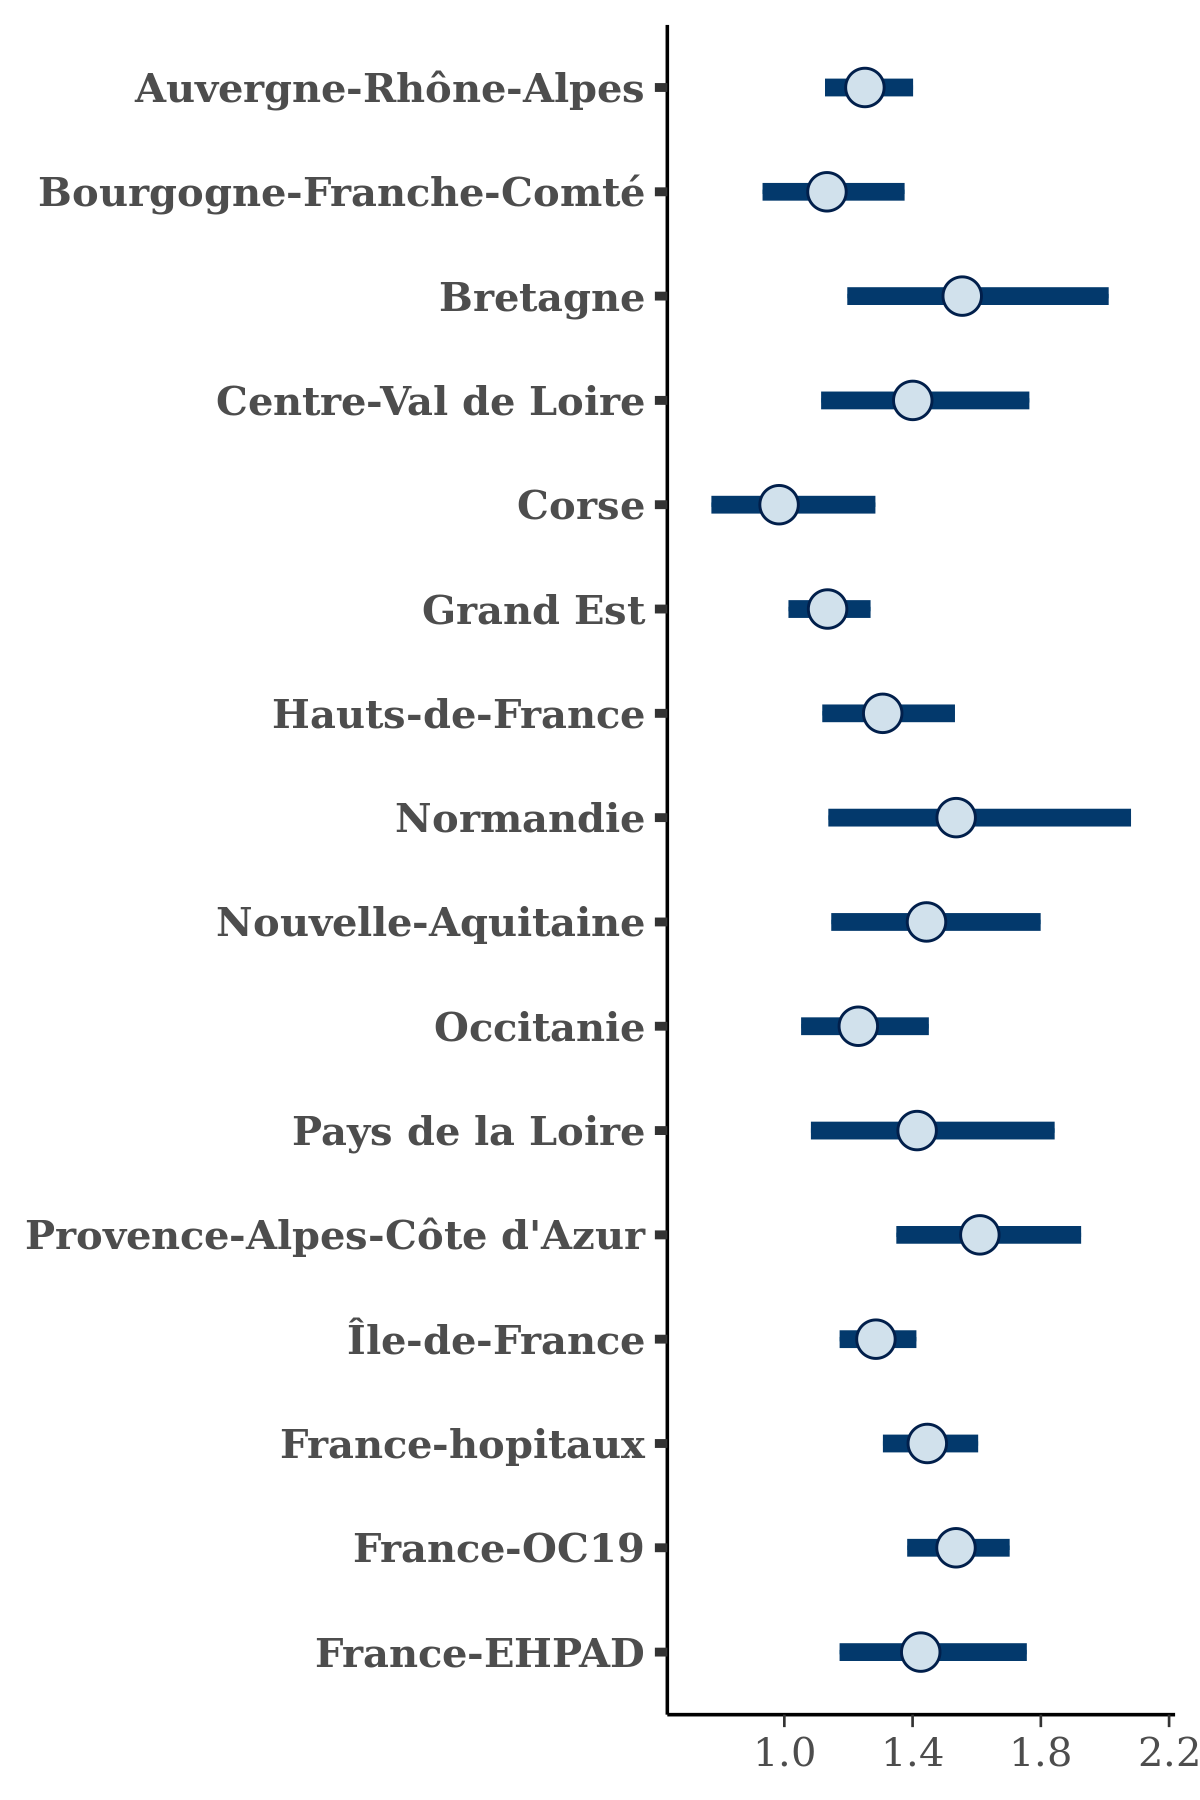 Auvergne-Rhône-Alpes
Bourgogne-Franche-Comté
Bretagne
Centre-Val de Loire
Corse
Grand Est
Hauts-de-France
Normandie
Nouvelle-Aquitaine
Occitanie
Pays de la Loire
Provence-Alpes-Côte d'Azur
Île-de-France
France-hopitaux
France-OC19
France-EHPAD
1.0 1.4 1.8 2.2